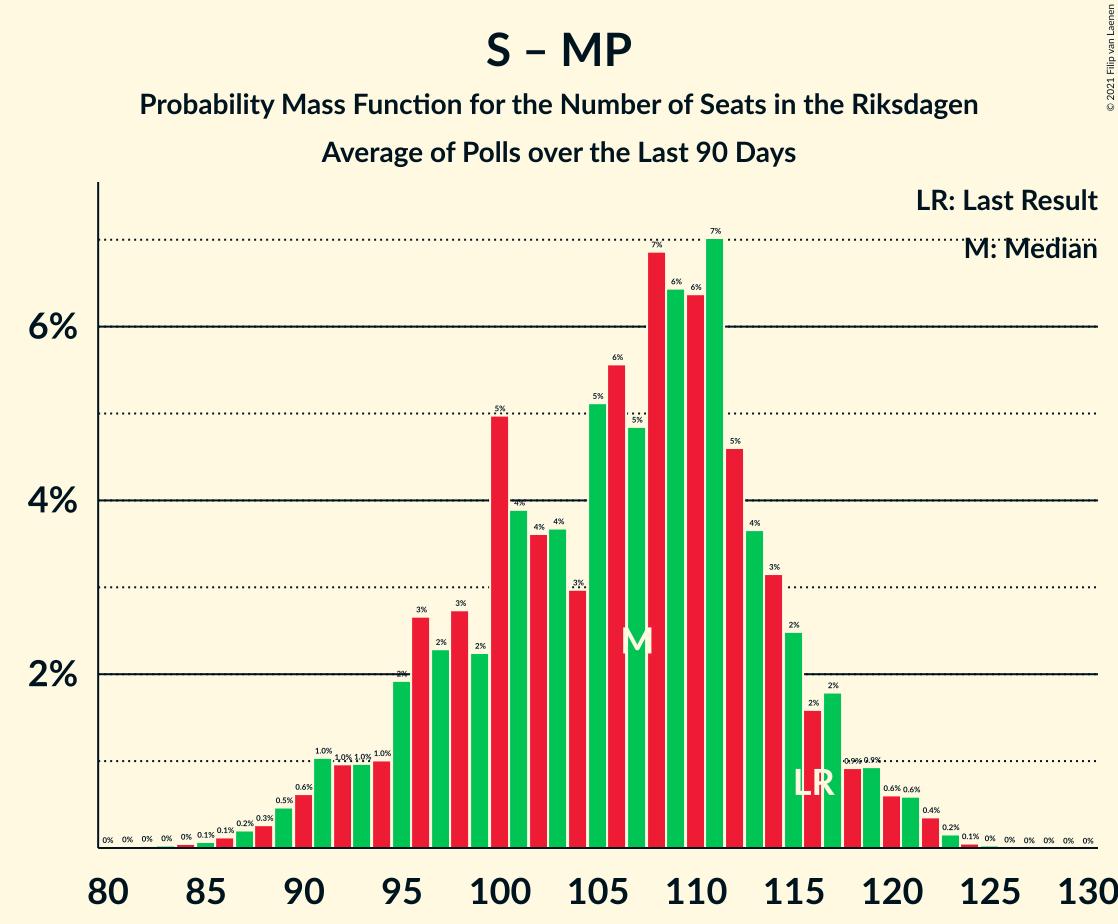 S – MP
Probability Mass Function for the Number of Seats in the Riksdagen
Average of Polls over the Last 90 Days
© 2021 Filip van Laenen
LR: Last Result
M: Median
6%
4%
2%
0% 0% 0% 0% 0% 0.1% 0.1% 0.2% 0.3% 0.5% 0.6% 1.0% 1.0% 1.0% 1.0% 2% 3% 2% 3% 2% 5% 4% 4% 4% 3% 5% 6% 5% 7% 6% 6% 7% 5% 4% 3% 2% 2% 2% 0.9% 0.9% 0.6% 0.6% 0.4% 0.2% 0.1% 0% 0% 0% 0% 0% 0%
M
LR
80 85 90 95 100 105 110 115 120 125 130